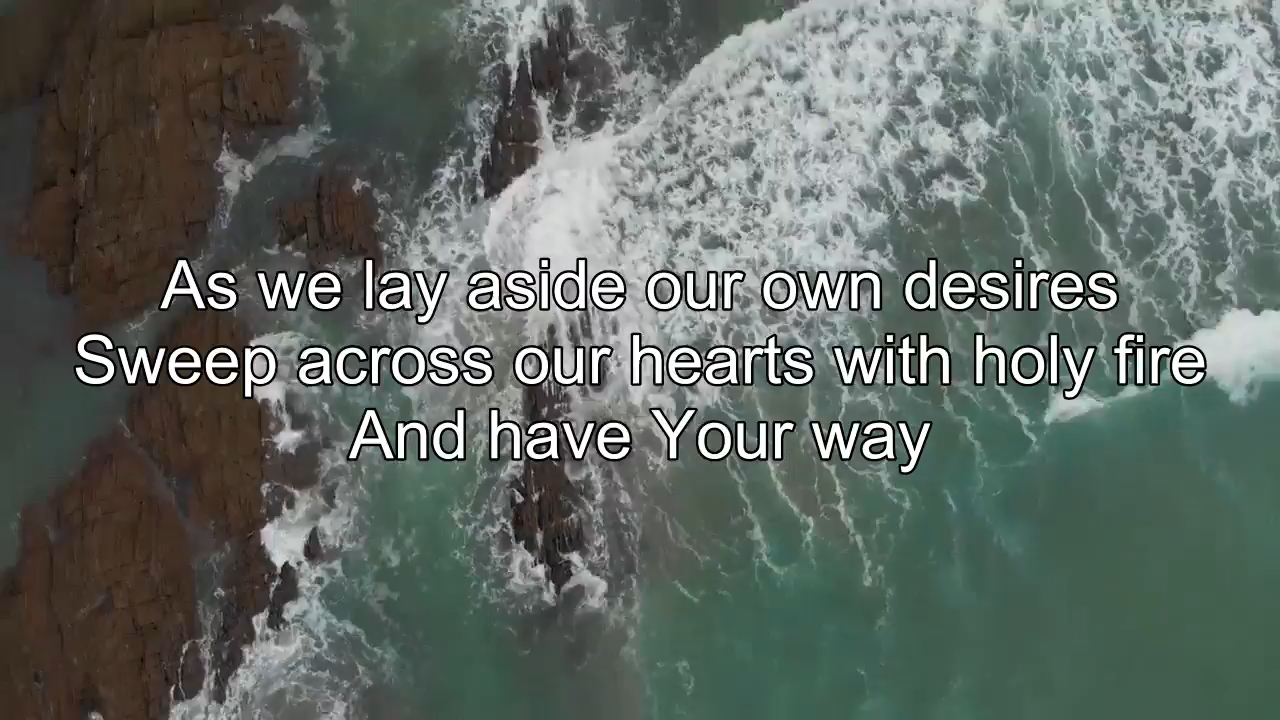 As we lay aside our own desires
Sweep across our hearts with holy fire
And have Your way